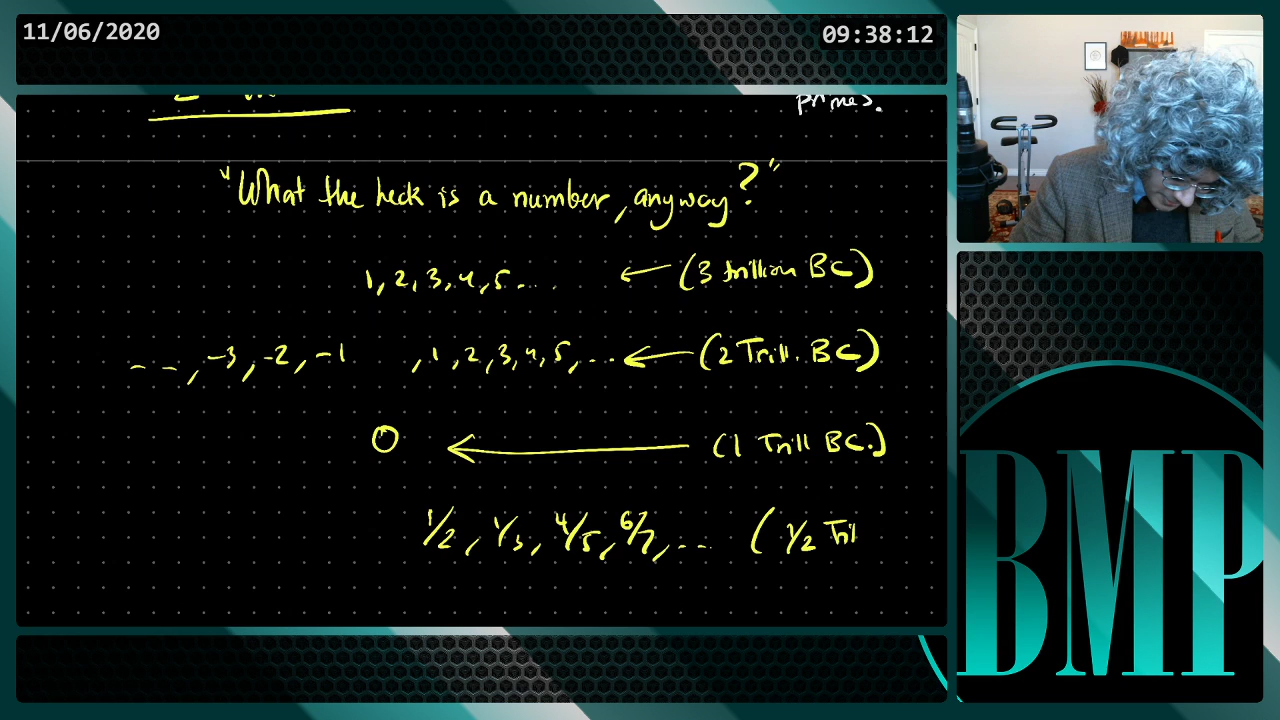 11/06/2020
09:38:12
primes.
"What the heck is a number, anyway?"
1, 2, 3, 4, 5... ← (3 trillion BC)
--, -3, -2, -1 , 1, 2, 3, 4, 5, ... ← (2 Trill. BC)
0 ← (1 Trill BC.)
1/2, 1/3, 4/5, 6/7, ... ( 1/2 Tril
BMP